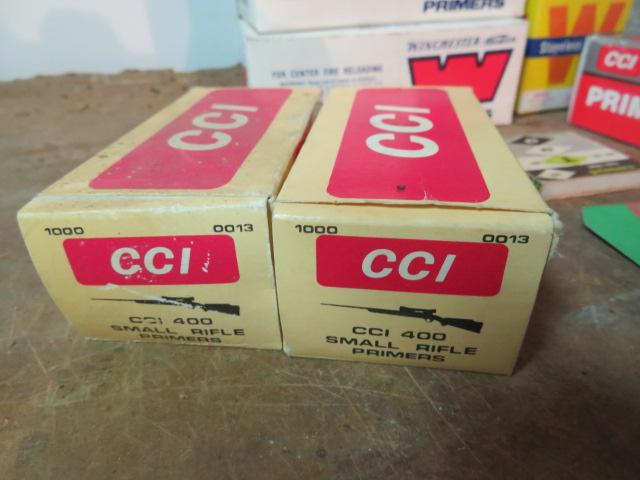 PRIMERS
FOR CENTER FIRE RELOADING
WINCHESTER
W
W
CCI
CCI
CCI
1000 0013
CCI
CCI 400
SMALL RIFLE
PRIMERS
1000 0013
CCI
CCI 400
SMALL RIFLE
PRIMERS